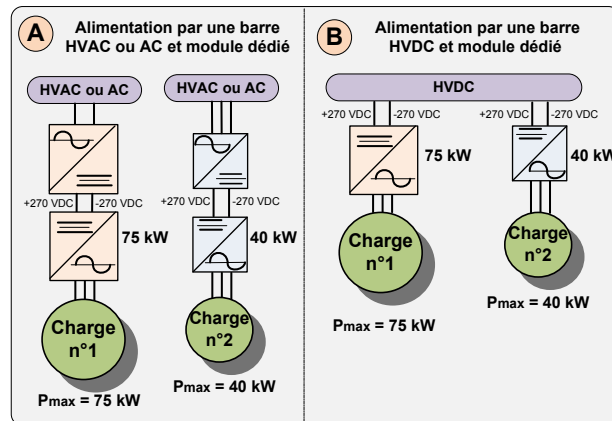 A
Alimentation par une barre
HVAC ou AC et module dédié
HVAC ou AC
HVAC ou AC
+270 VDC
-270 VDC
+270 VDC
-270 VDC
75 kW
40 kW
Charge
n°1
Charge
n°2
Pmax = 75 kW
Pmax = 40 kW
B
Alimentation par une barre
HVDC et module dédié
HVDC
+270 VDC
-270 VDC
+270 VDC
-270 VDC
75 kW
40 kW
Charge
n°1
Charge
n°2
Pmax = 75 kW
Pmax = 40 kW